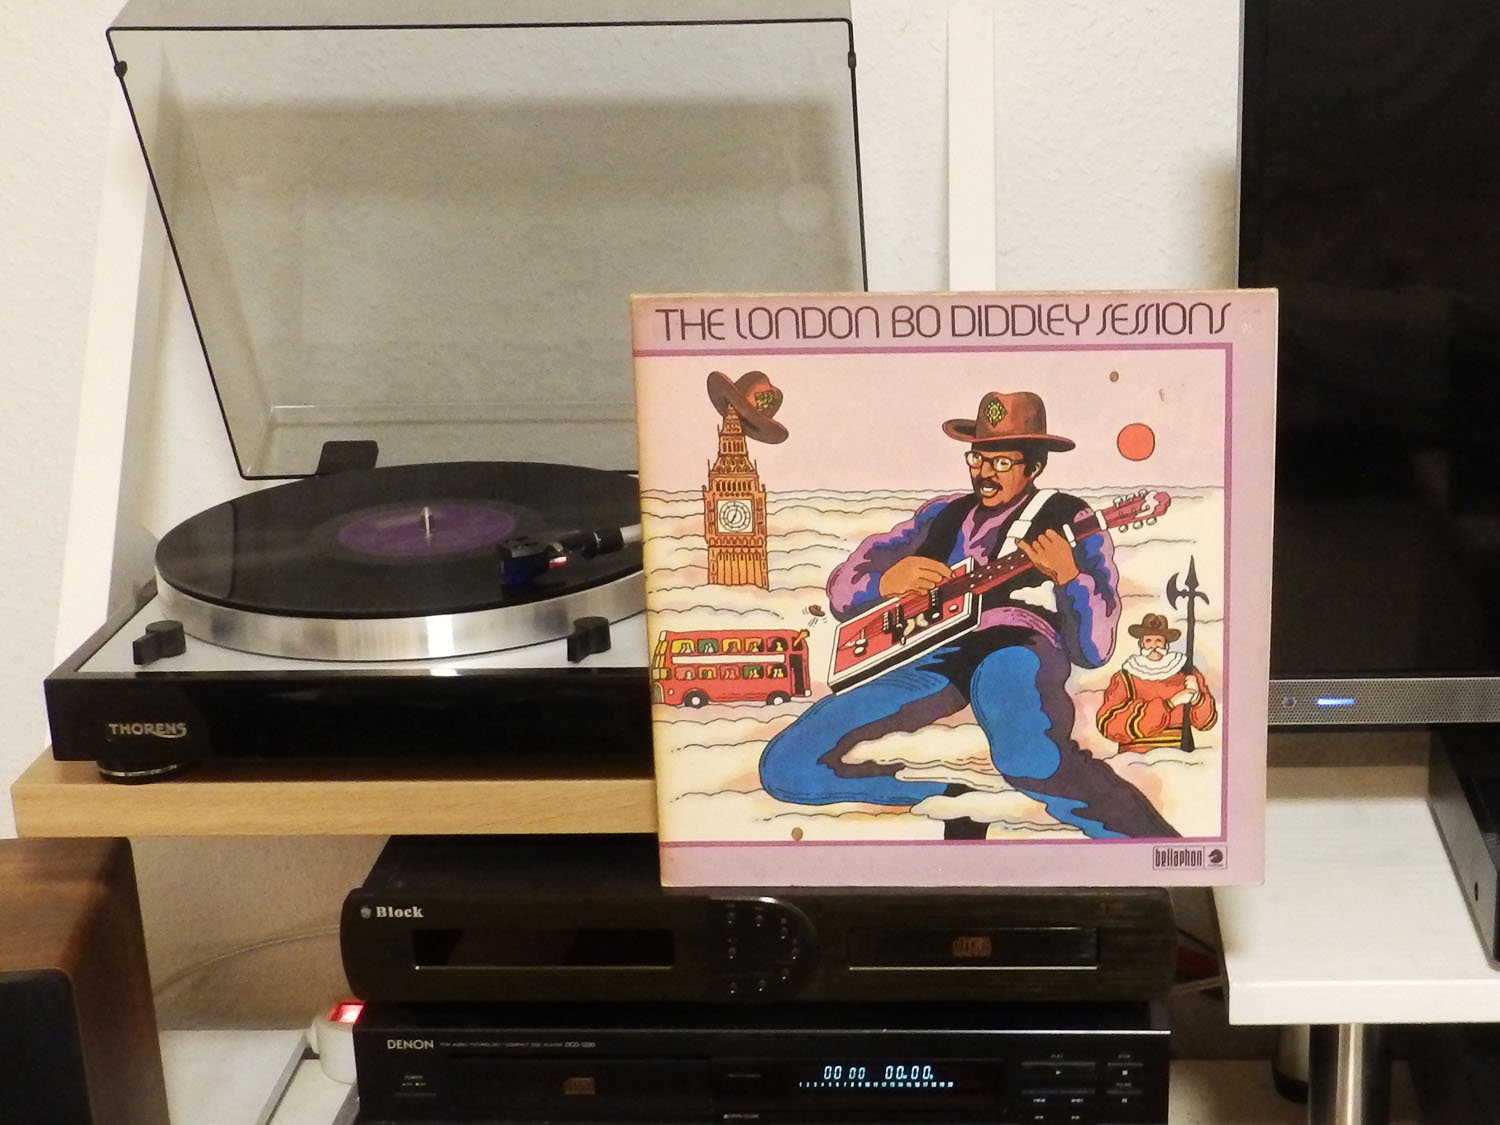 THE LONDON BO DIDDLEY SESSIONS
THORENS
bellaphon
Block
DENON
00 00 00.00.